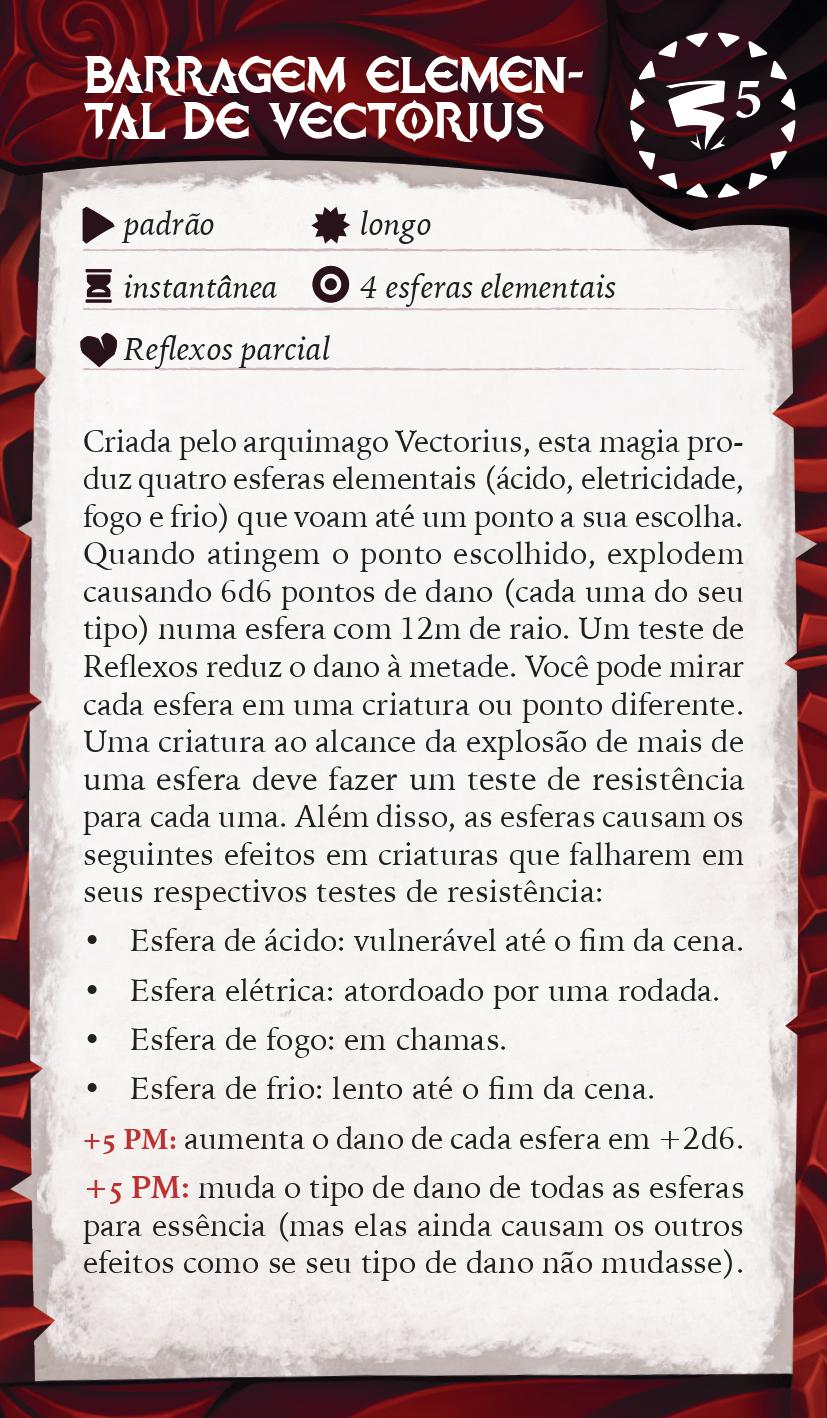 BARRAGEM ELEMEN-
TAL DE VECTORIUS
5
padrão longo
instantânea 4 esferas elementais
Reflexos parcial
Criada pelo arquimago Vectorius, esta magia pro-
duz quatro esferas elementais (ácido, eletricidade,
fogo e frio) que voam até um ponto a sua escolha.
Quando atingem o ponto escolhido, explodem
causando 6d6 pontos de dano (cada uma do seu
tipo) numa esfera com 12m de raio. Um teste de
Reflexos reduz o dano à metade. Você pode mirar
cada esfera em uma criatura ou ponto diferente.
Uma criatura ao alcance da explosão de mais de
uma esfera deve fazer um teste de resistência
para cada uma. Além disso, as esferas causam os
seguintes efeitos em criaturas que falharem em
seus respectivos testes de resistência:
• Esfera de ácido: vulnerável até o fim da cena.
• Esfera elétrica: atordoado por uma rodada.
• Esfera de fogo: em chamas.
• Esfera de frio: lento até o fim da cena.
+5 PM: aumenta o dano de cada esfera em +2d6.
+5 PM: muda o tipo de dano de todas as esferas
para essência (mas elas ainda causam os outros
efeitos como se seu tipo de dano não mudasse).